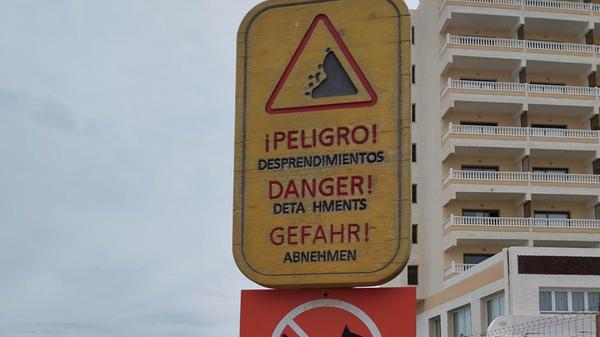 ¡PELIGRO!
DESPRENDIMIENTOS
DANGER!
DETA HMENTS
GEFAHR!
ABNEHMEN